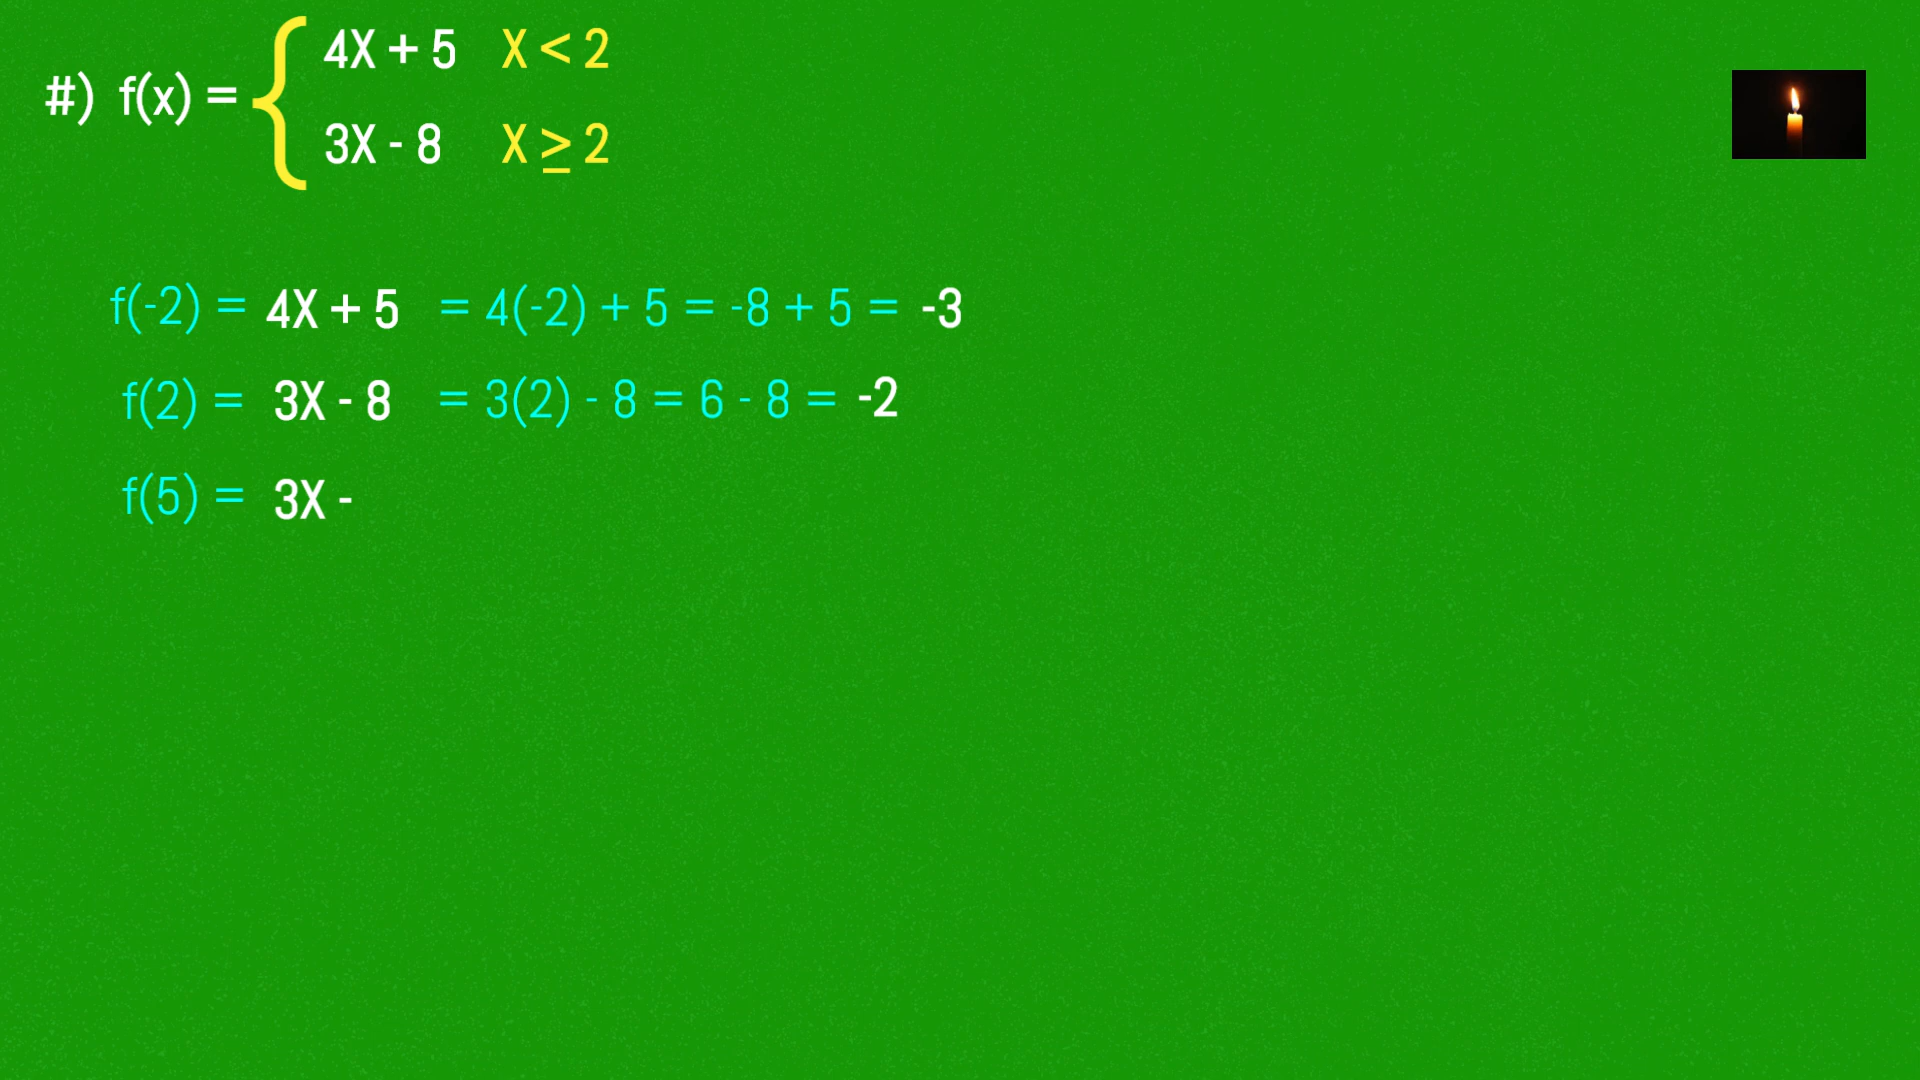 4X + 5 X < 2
#) f(x) = {
3X - 8 X ≥ 2
f(-2) = 4X + 5 = 4(-2) + 5 = -8 + 5 = -3
f(2) = 3X - 8 = 3(2) - 8 = 6 - 8 = -2
f(5) = 3X -